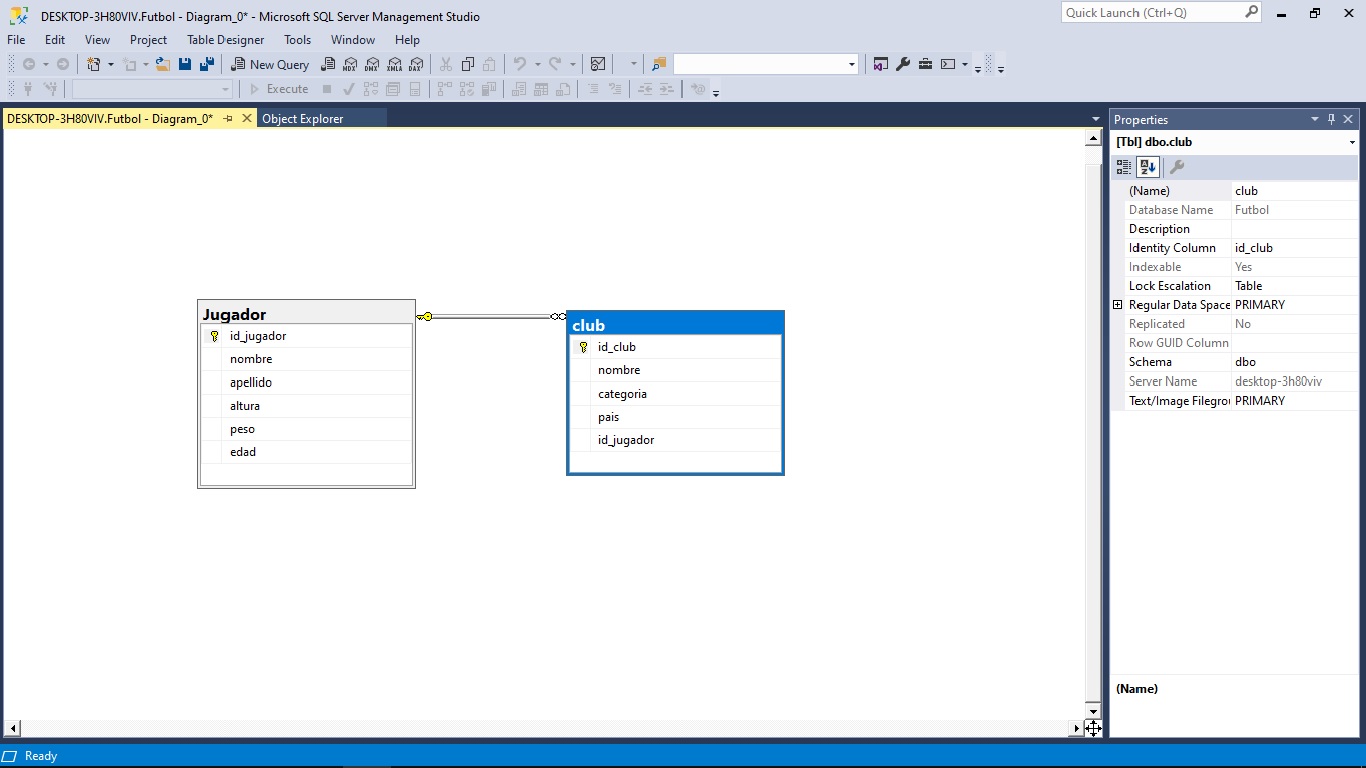 DESKTOP-3H80VIV.Futbol - Diagram_0* - Microsoft SQL Server Management Studio
Quick Launch (Ctrl+Q)
File Edit View Project Table Designer Tools Window Help
New Query MDX DMX XMLA DAX
Execute
DESKTOP-3H80VIV.Futbol - Diagram_0*
Object Explorer
Jugador
id_jugador
nombre
apellido
altura
peso
edad
club
id_club
nombre
categoria
pais
id_jugador
Properties
[Tbl] dbo.club
(Name) club
Database Name Futbol
Description
Identity Column id_club
Indexable Yes
Lock Escalation Table
Regular Data Space PRIMARY
Replicated No
Row GUID Column
Schema dbo
Server Name desktop-3h80viv
Text/Image Filegrou PRIMARY
(Name)
Ready